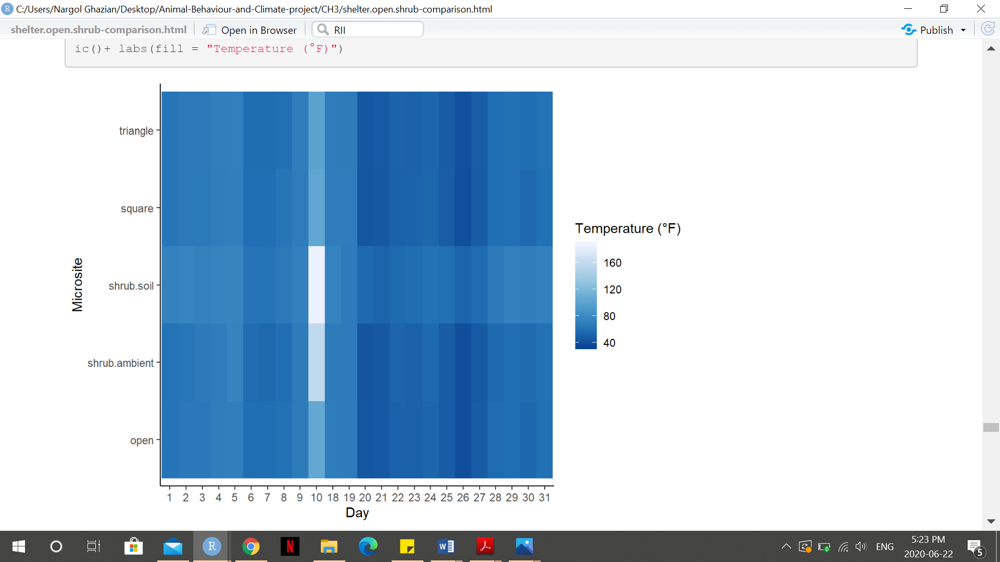 C:/Users/Nargol Ghazian/Desktop/Animal-Behaviour-and-Climate-project/CH3/shelter.open.shrub-comparison.html
shelter.open.shrub-comparison.html Open in Browser RII Publish
ic()+ labs(fill = "Temperature (°F)")
triangle
square
shrub.soil
shrub.ambient
open
Microsite
1 2 3 4 5 6 7 8 9 10 18 19 20 21 22 23 24 25 26 27 28 29 30 31
Day
Temperature (°F)
160
120
80
40
ENG
5:23 PM
2020-06-22
5